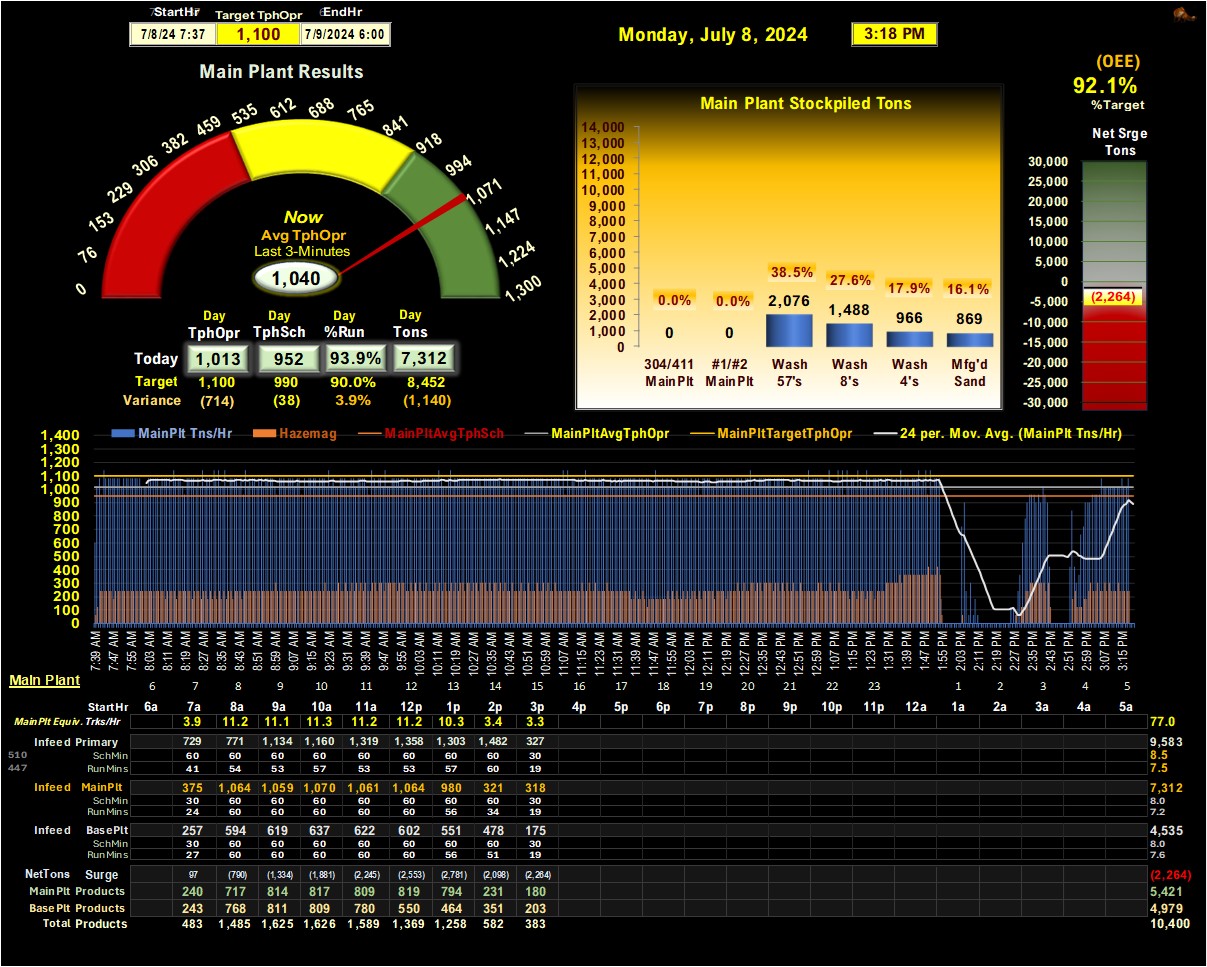 StartHr Target TphOpr EndHr
7/8/24 7:37 1,100 7/9/2024 6:00
Monday, July 8, 2024 3:18 PM
(OEE)
92.1%
%Target
Main Plant Results
0 76 153 229 306 382 459 535 612 688 765 841 918 994 1,071 1,147 1,224 1,300
Now
Avg TphOpr
Last 3-Minutes
1,040
Day Day Day Day
TphOpr TphSch %Run Tons
Today 1,013 952 93.9% 7,312
Target 1,100 990 90.0% 8,452
Variance (714) (38) 3.9% (1,140)
Main Plant Stockpiled Tons
14,000
13,000
12,000
11,000
10,000
9,000
8,000
7,000
6,000
5,000
4,000
3,000
2,000
1,000
0
0.0% 0.0% 38.5% 27.6% 17.9% 16.1%
0 0 2,076 1,488 966 869
304/411 #1/#2 Wash Wash Wash Mfg'd
MainPlt MainPlt 57's 8's 4's Sand
Net Srge
Tons
30,000
25,000
20,000
15,000
10,000
5,000
0
-5,000
-10,000
-15,000
-20,000
-25,000
-30,000
(2,264)
MainPlt Tns/Hr Hazemag MainPltAvgTphSch MainPltAvgTphOpr MainPltTargetTphOpr 24 per. Mov. Avg. (MainPlt Tns/Hr)
1,400
1,300
1,200
1,100
1,000
900
800
700
600
500
400
300
200
100
0
7:39 AM 7:47 AM 7:55 AM 8:03 AM 8:11 AM 8:19 AM 8:27 AM 8:35 AM 8:43 AM 8:51 AM 8:59 AM 9:07 AM 9:15 AM 9:23 AM 9:31 AM 9:39 AM 9:47 AM 9:55 AM 10:03 AM 10:11 AM 10:19 AM 10:27 AM 10:35 AM 10:43 AM 10:51 AM 10:59 AM 11:07 AM 11:15 AM 11:23 AM 11:31 AM 11:39 AM 11:47 AM 11:55 AM 12:03 PM 12:11 PM 12:19 PM 12:27 PM 12:35 PM 12:43 PM 12:51 PM 12:59 PM 1:07 PM 1:15 PM 1:23 PM 1:31 PM 1:39 PM 1:47 PM 1:55 PM 2:03 PM 2:11 PM 2:19 PM 2:27 PM 2:35 PM 2:43 PM 2:51 PM 2:59 PM 3:07 PM 3:15 PM
Main Plant
6 7 8 9 10 11 12 13 14 15 16 17 18 19 20 21 22 23 1 2 3 4 5
StartHr 6a 7a 8a 9a 10a 11a 12p 1p 2p 3p 4p 5p 6p 7p 8p 9p 10p 11p 12a 1a 2a 3a 4a 5a
MainPlt Equiv. Trks/Hr 3.9 11.2 11.1 11.3 11.2 11.2 10.3 3.4 3.3 77.0
Infeed Primary 729 771 1,134 1,160 1,319 1,358 1,303 1,482 327 9,583
510 SchMin 60 60 60 60 60 60 60 60 30 8.5
447 RunMins 41 54 53 57 53 53 57 60 19 7.5
Infeed MainPlt 375 1,064 1,059 1,070 1,061 1,064 980 321 318 7,312
SchMin 30 60 60 60 60 60 60 60 30 8.0
RunMins 24 60 60 60 60 60 56 34 19 7.2
Infeed BasePlt 257 594 619 637 622 602 551 478 175 4,535
SchMin 30 60 60 60 60 60 60 60 30 8.0
RunMins 27 60 60 60 60 60 56 51 19 7.6
NetTons Surge 97 (790) (1,334) (1,881) (2,245) (2,553) (2,781) (2,098) (2,264) (2,264)
MainPlt Products 240 717 814 817 809 819 794 231 180 5,421
BasePlt Products 243 768 811 809 780 550 464 351 203 4,979
Total Products 483 1,485 1,625 1,626 1,589 1,369 1,258 582 383 10,400